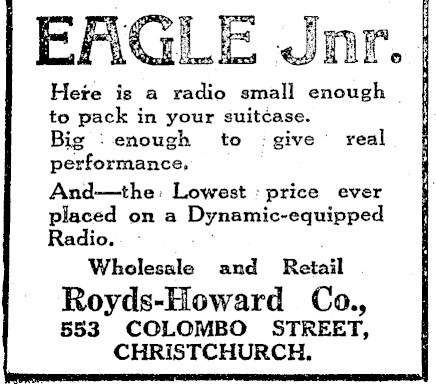 EAGLE Jnr.
Here is a radio small enough
to pack in your suitcase.
Big enough to give real
performance.
And—the Lowest price ever
placed on a Dynamic-equipped
Radio.
Wholesale and Retail
Royds-Howard Co.,
553 COLOMBO STREET,
CHRISTCHURCH.